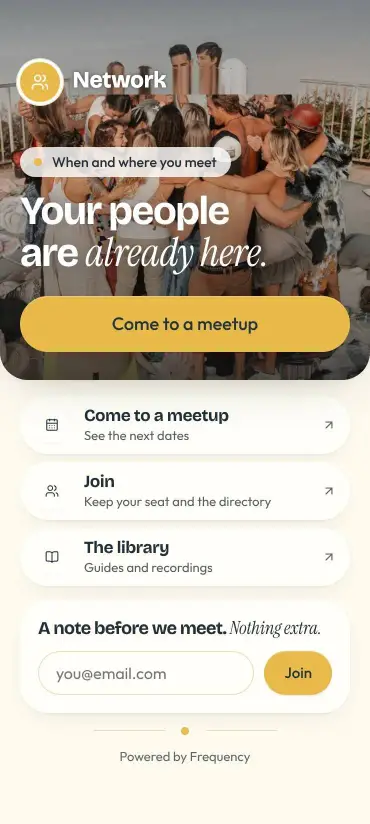 Network
When and where you meet
Your people
are already here.
Come to a meetup
Come to a meetup
See the next dates
Join
Keep your seat and the directory
The library
Guides and recordings
A note before we meet. Nothing extra.
you@email.com
Join
Powered by Frequency